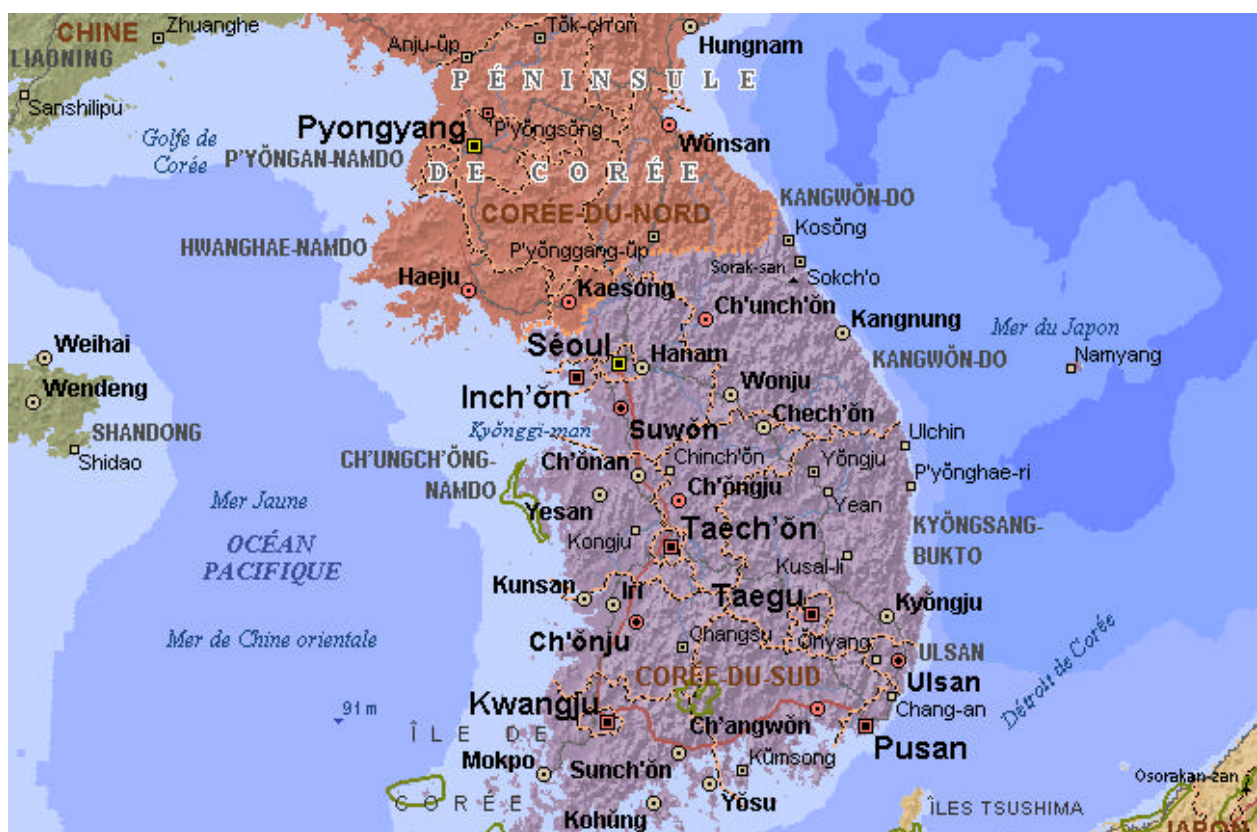 CHINE
Zhuanghe
Tŏk-ch'on
Hungnam
LIAONING
Anju-ŭp
PÉNINSULE
Sanshilipu
Golfe de
Corée
Pyongyang
P'yŏngsŏng
Wŏnsan
P'YŎNGAN-NAMDO
DE CORÉE
KANGWŎN-DO
CORÉE-DU-NORD
Kosŏng
HWANGHAE-NAMDO
P'yŏnggang-ŭp
Sorak-san
Sokch'o
Haeju
Kaesŏng
Ch'unch'ŏn
Kangnung
Mer du Japon
Weihai
Séoul
Hanam
KANGWŎN-DO
Namyang
Wendeng
Inch'ŏn
Wonju
SHANDONG
Kyŏnggi-man
Suwŏn
Chech'ŏn
Ulchin
Shidao
CH'UNGCH'ŎNG-
NAMDO
Ch'ŏnan
Chinch'ŏn
Yŏngju
P'yŏnghae-ri
Mer Jaune
Yesan
Ch'ŏngju
Yean
OCÉAN
PACIFIQUE
Kongju
Taech'ŏn
KYŎNGSANG-
BUKTO
Kusal-li
Kunsan
Iri
Taegu
Kyŏngju
Mer de Chine orientale
Ch'ŏnju
Changsu
Ŏnyang
ULSAN
Détroit de Corée
CORÉE-DU-SUD
Ulsan
91 m
Kwangju
Chang-an
ÎLE DE
Ch'angwŏn
Pusan
Mokpo
Sunch'ŏn
Kŭmsong
Osorakan-zan
CORÉE
Kohŭng
Yŏsu
ÎLES TSUSHIMA
JAPON